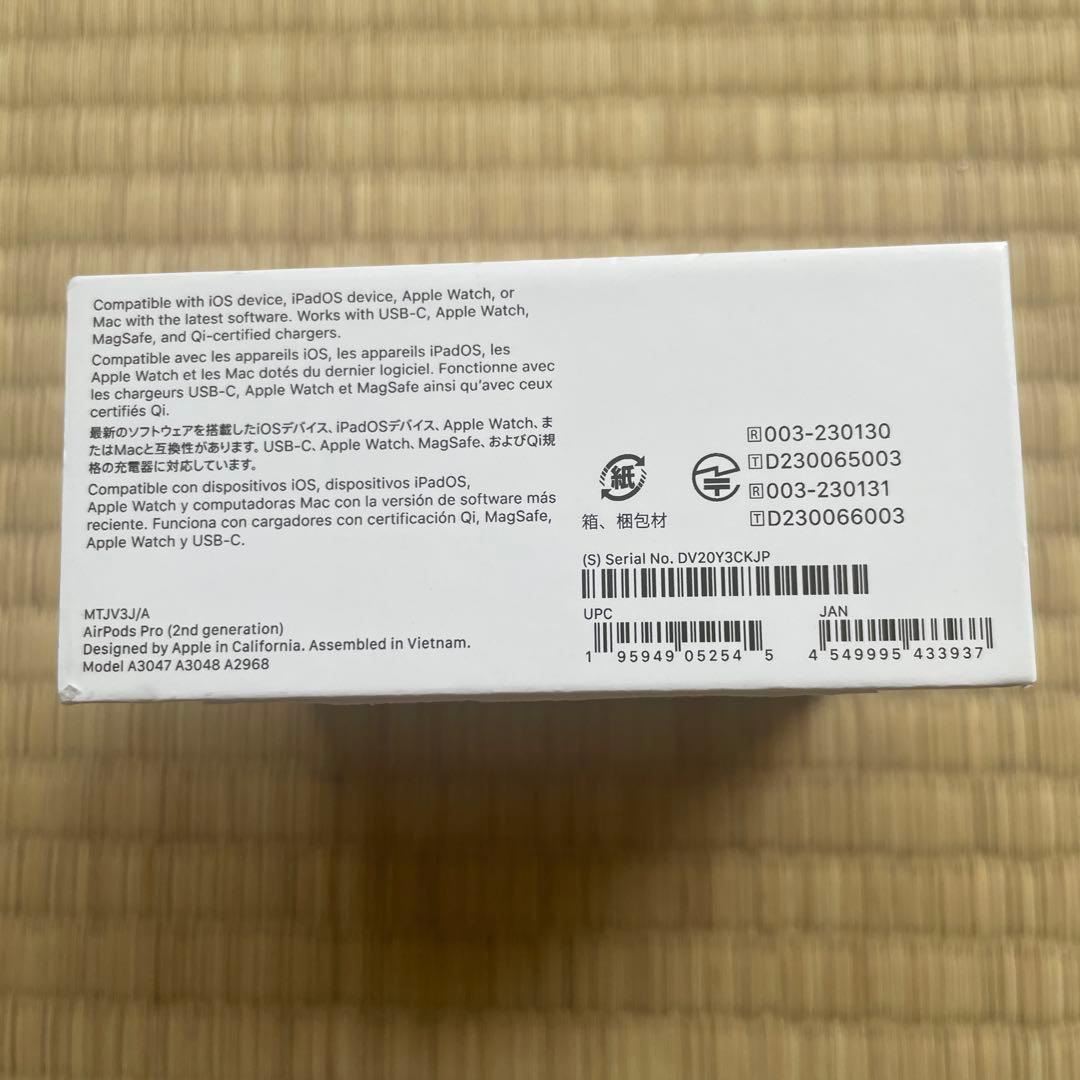 Compatible with iOS device, iPadOS device, Apple Watch, or
Mac with the latest software. Works with USB-C, Apple Watch,
MagSafe, and Qi-certified chargers.
Compatible avec les appareils iOS, les appareils iPadOS, les
Apple Watch et les Mac dotés du dernier logiciel. Fonctionne avec
les chargeurs USB-C, Apple Watch et MagSafe ainsi qu’avec ceux
certifiés Qi.
最新のソフトウェアを搭載したiOSデバイス、iPadOSデバイス、Apple Watch、ま
たはMacと互換性があります。USB-C、Apple Watch、MagSafe、およびQi規
格の充電器に対応しています。
Compatible con dispositivos iOS, dispositivos iPadOS,
Apple Watch y computadoras Mac con la versión de software más
reciente. Funciona con cargadores con certificación Qi, MagSafe,
Apple Watch y USB-C.
MTJV3J/A
AirPods Pro (2nd generation)
Designed by Apple in California. Assembled in Vietnam.
Model A3047 A3048 A2968
紙
箱、梱包材
R 003-230130
T D230065003
R 003-230131
T D230066003
(S) Serial No. DV20Y3CKJP
UPC
1 95949 05254 5
JAN
4 549995 433937